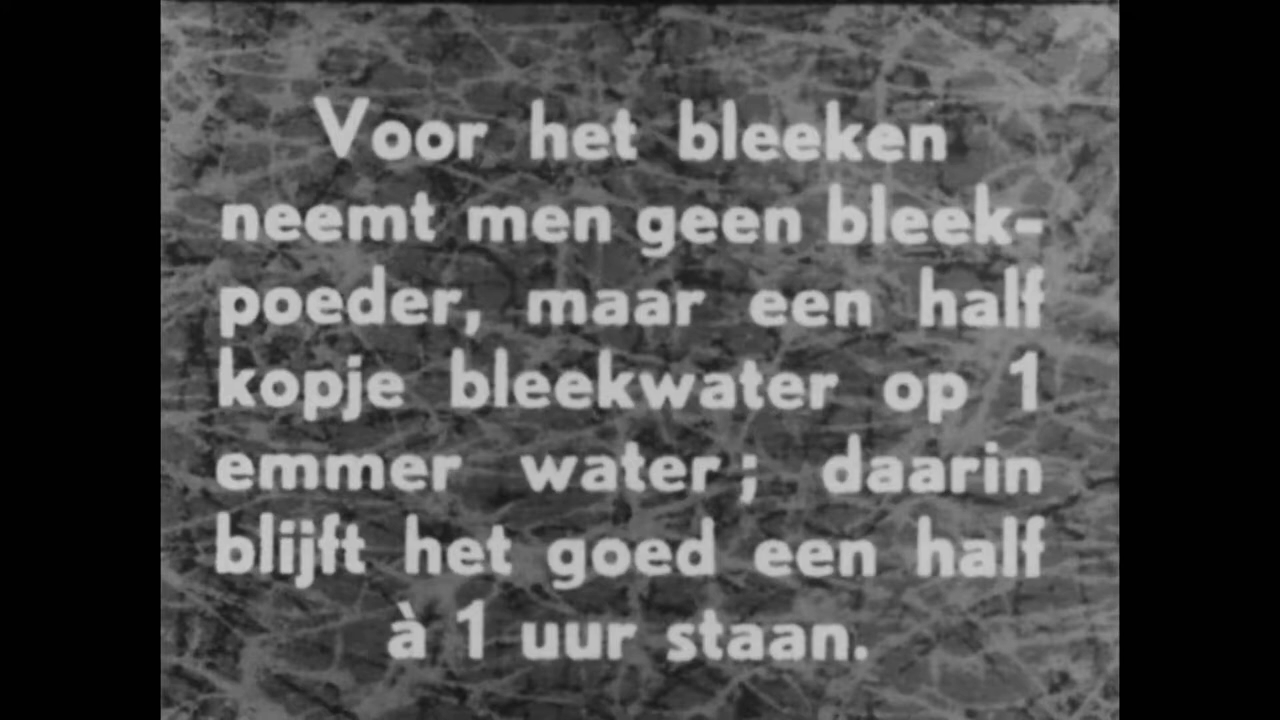 Voor het bleeken
neemt men geen bleek-
poeder, maar een half
kopje bleekwater op 1
emmer water; daarin
blijft het goed een half
à 1 uur staan.